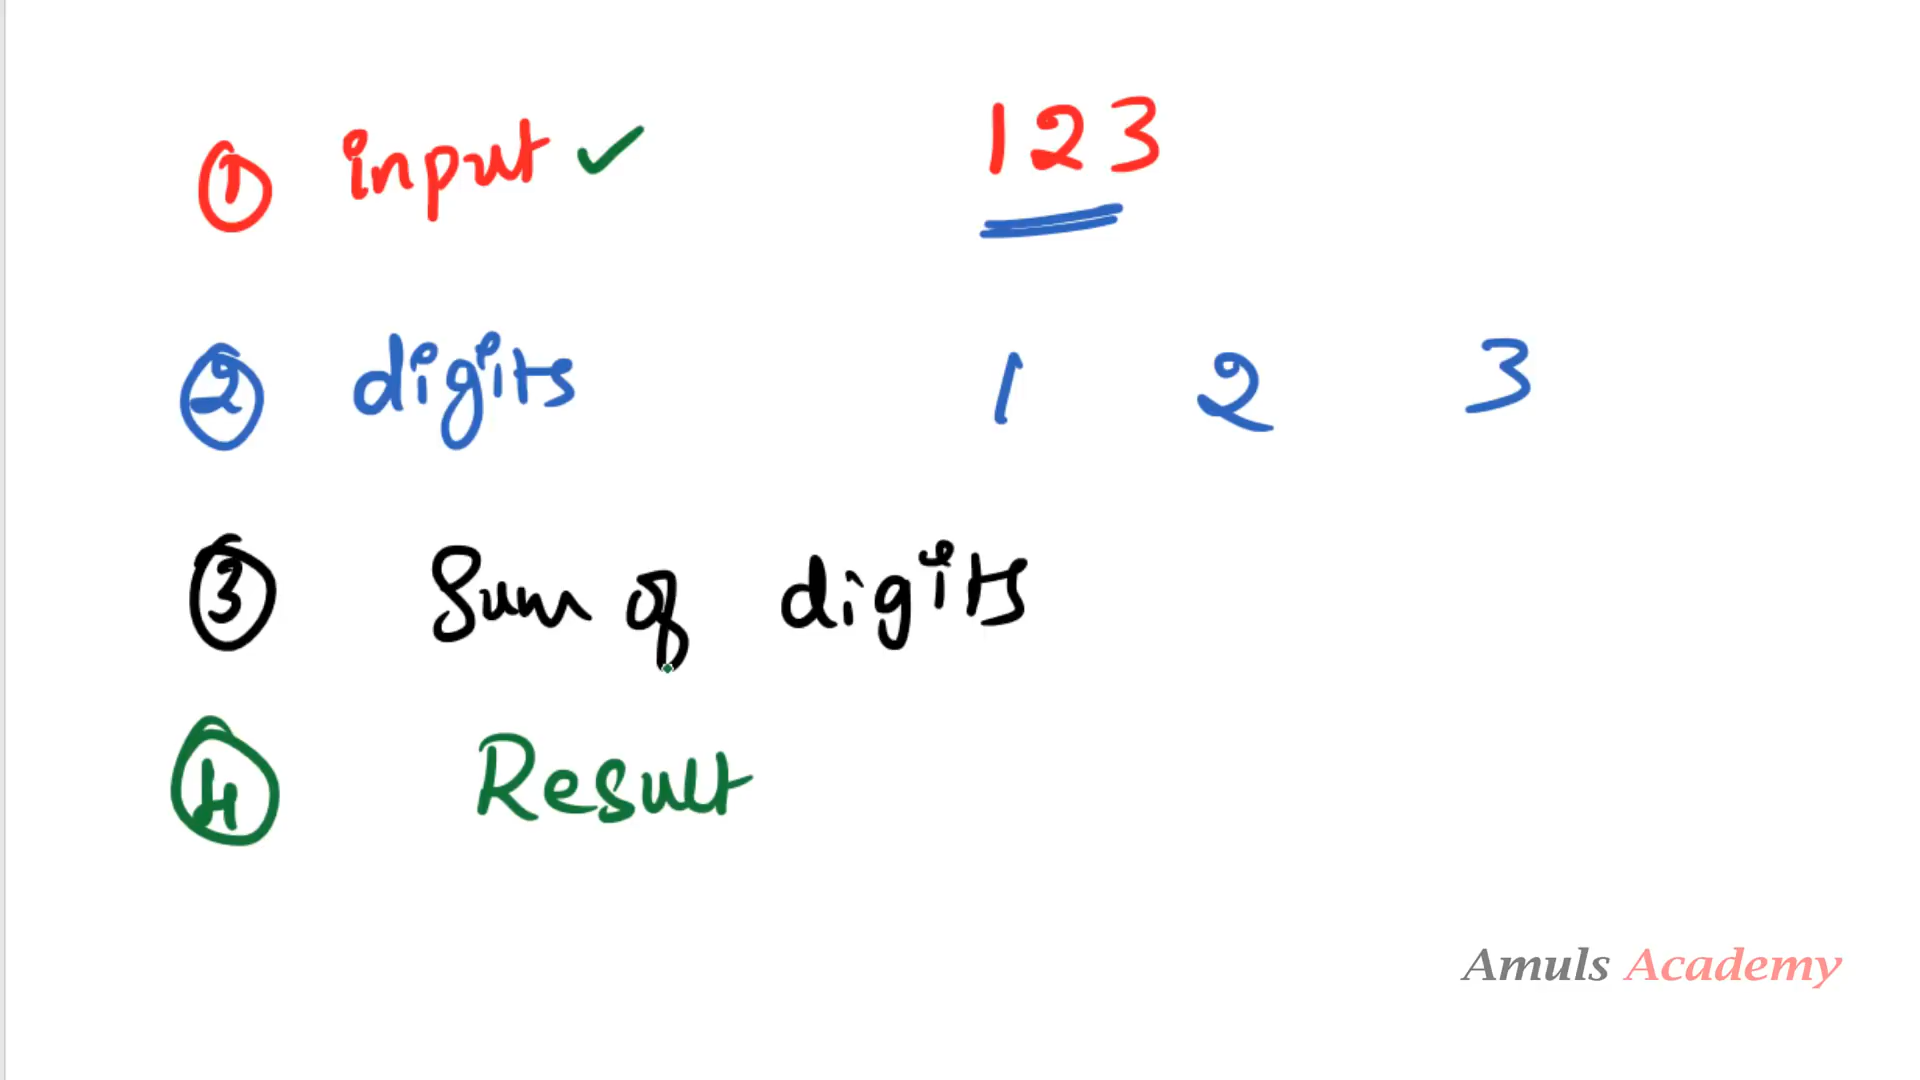 1 input ✓ 123
2 digits 1 2 3
3 Sum of digits
4 Result
Amuls Academy